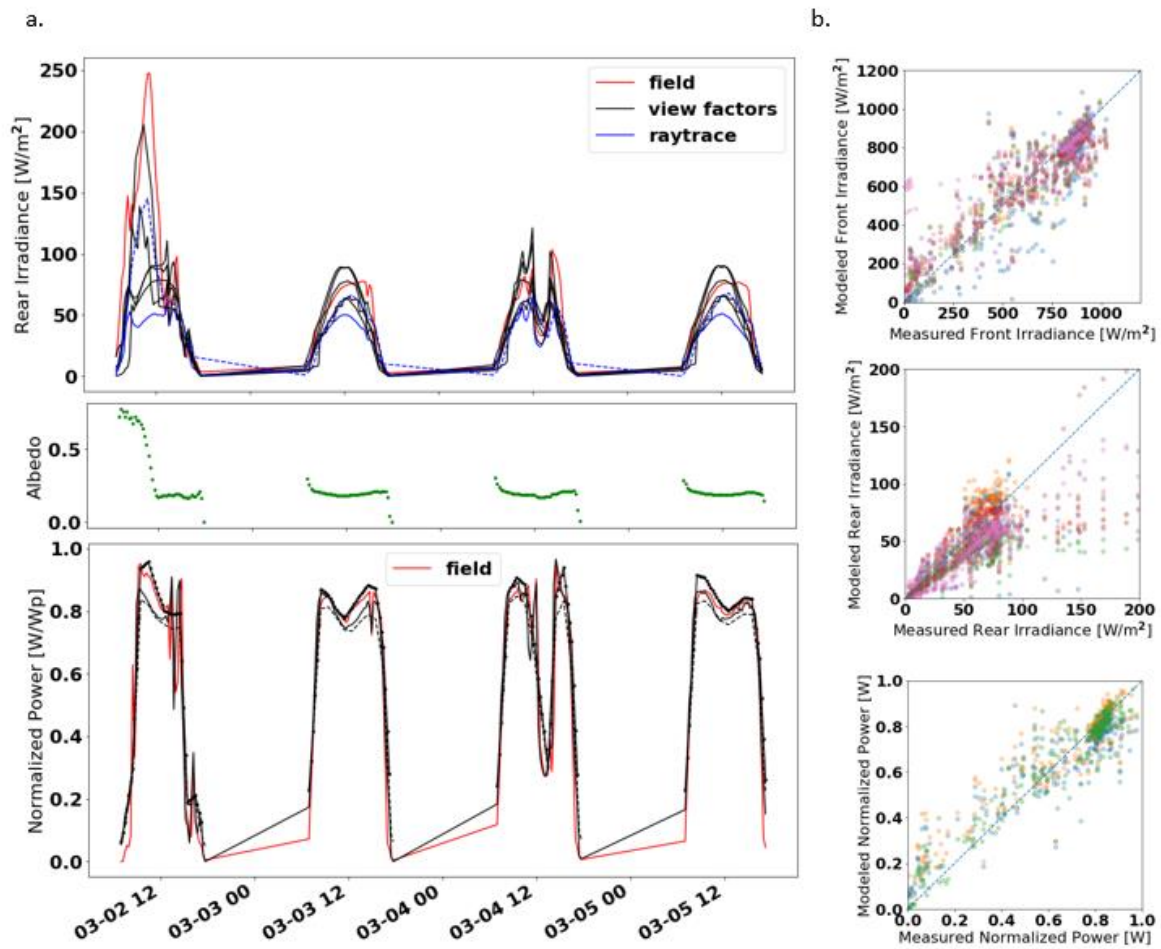 a.
b.
250
200
150
100
50
0
Rear Irradiance [W/m²]
field
view factors
raytrace
0.5
0.0
Albedo
1.0
0.8
0.6
0.4
0.2
0.0
Normalized Power [W/Wp]
field
03-02 12
03-03 00
03-03 12
03-04 00
03-04 12
03-05 00
03-05 12
1200
1000
800
600
400
200
0
Modeled Front Irradiance [W/m²]
0 250 500 750 1000
Measured Front Irradiance [W/m²]
200
150
100
50
0
Modeled Rear Irradiance [W/m²]
0 50 100 150 200
Measured Rear Irradiance [W/m²]
1.0
0.8
0.6
0.4
0.2
0.0
Modeled Normalized Power [W]
0.0 0.2 0.4 0.6 0.8 1.0
Measured Normalized Power [W]